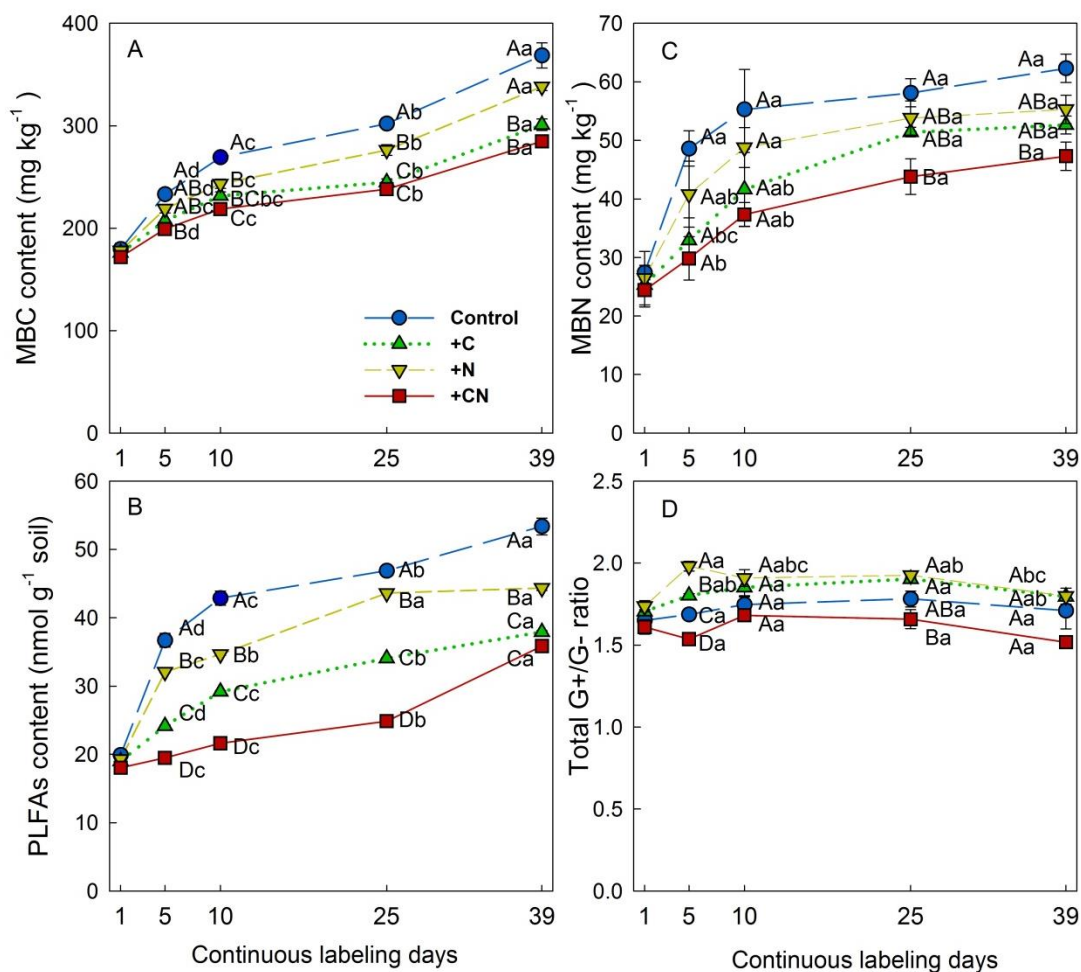 A
MBC content (mg kg⁻¹ )
400
300
200
100
0
Aa
Aa
Ba
Ba
Ab
Bb
Cb
Cb
Ac
Bc
BCbc
Cc
Ad
ABd
ABc
Bd
Control
+C
+N
+CN
1 5 10 25 39
C
MBN content (mg kg⁻¹ )
70
60
50
40
30
20
10
0
Aa
Aa
Aab
Abc
Ab
Aa
Aa
Aab
Aab
Aa
ABa
ABa
Ba
Aa
ABa
ABa
Ba
1 5 10 25 39
B
PLFAs content (nmol g⁻¹ soil)
60
50
40
30
20
10
0
Ad
Bc
Cd
Dc
Ac
Bb
Cc
Dc
Ab
Ba
Cb
Db
Aa
Ba
Ca
Ca
1 5 10 25 39
Continuous labeling days
D
Total G+/G- ratio
2.5
2.0
1.5
1.0
0.5
0.0
Aa
Bab
Ca
Da
Aabc
Aa
Aa
Aa
Aab
Aa
ABa
Ba
Abc
Aab
Aa
Aa
1 5 10 25 39
Continuous labeling days